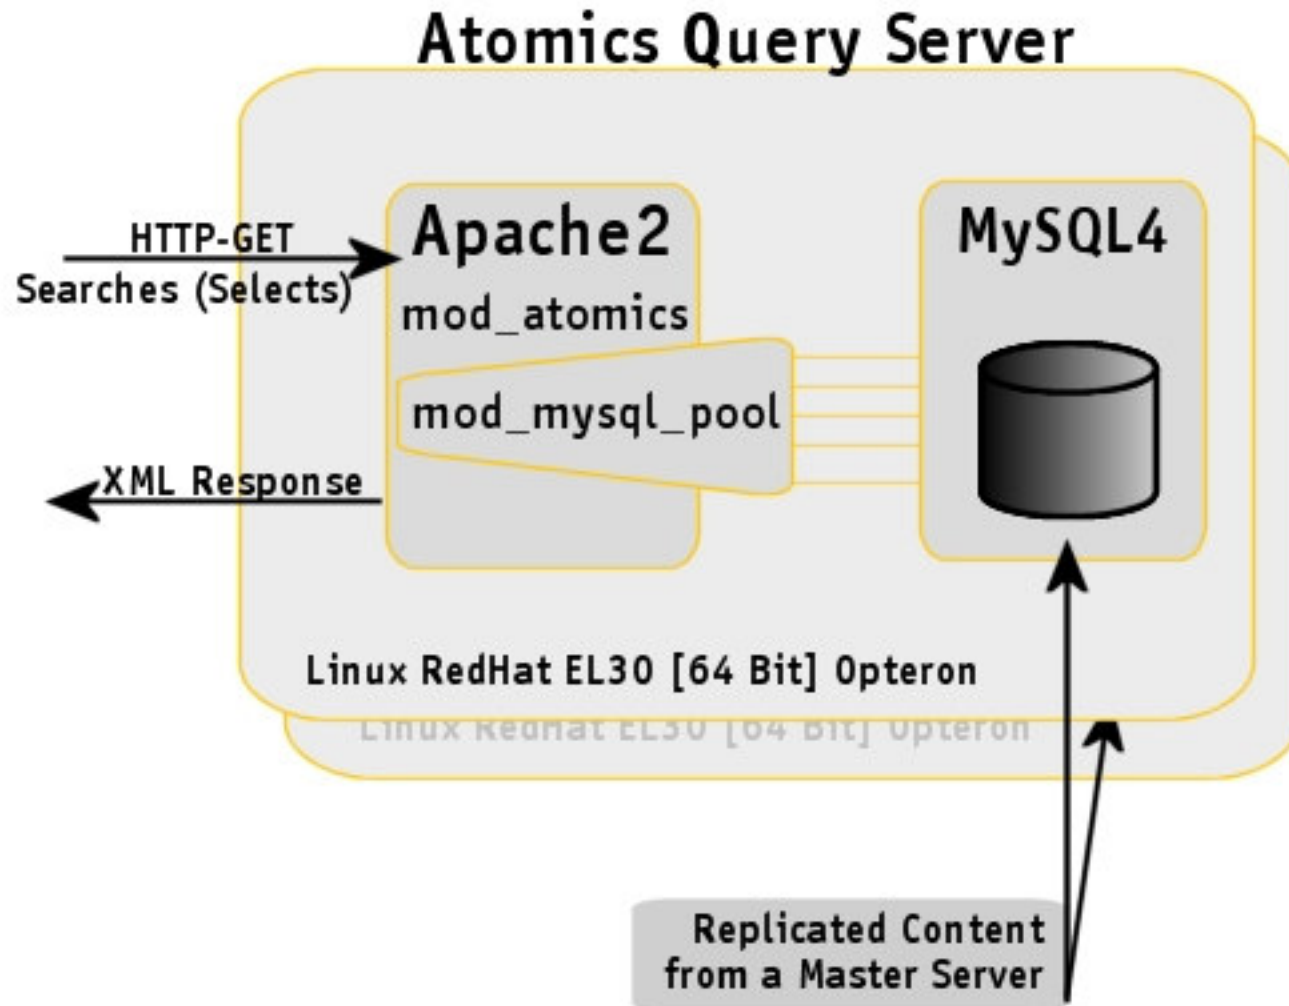 Atomics Query Server
HTTP-GET
Searches (Selects)
Apache2
mod_atomics
mod_mysql_pool
MySQL4
XML Response
Linux RedHat EL30 [64 Bit] Opteron
Linux RedHat EL30 [64 Bit] Opteron
Replicated Content
from a Master Server